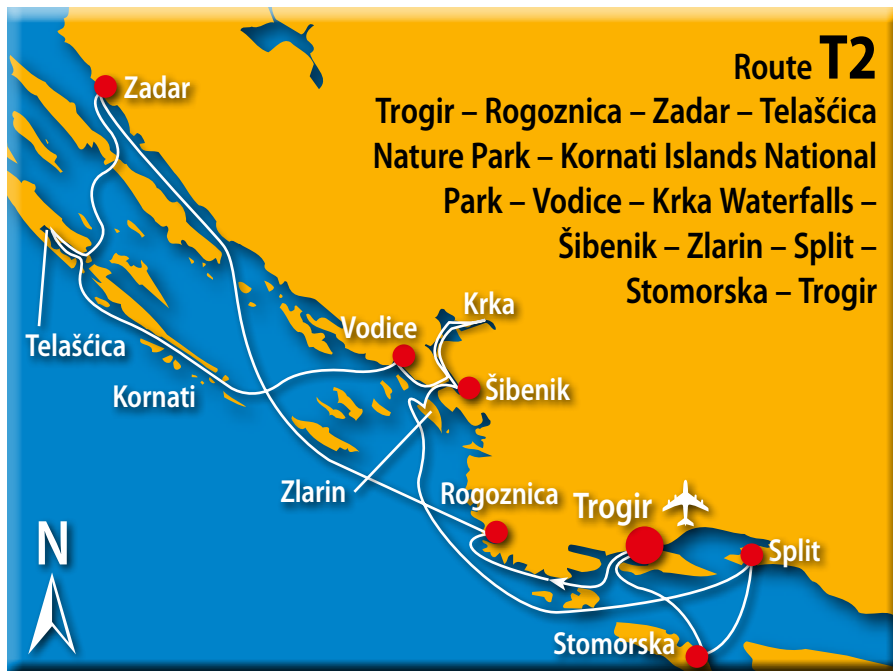 Route T2
Trogir – Rogoznica – Zadar – Telašćica
Nature Park – Kornati Islands National
Park – Vodice – Krka Waterfalls –
Šibenik – Zlarin – Split –
Stomorska – Trogir
Zadar
Krka
Vodice
Telašćica
Kornati
Šibenik
Zlarin
Rogoznica
Trogir
Split
Stomorska
N